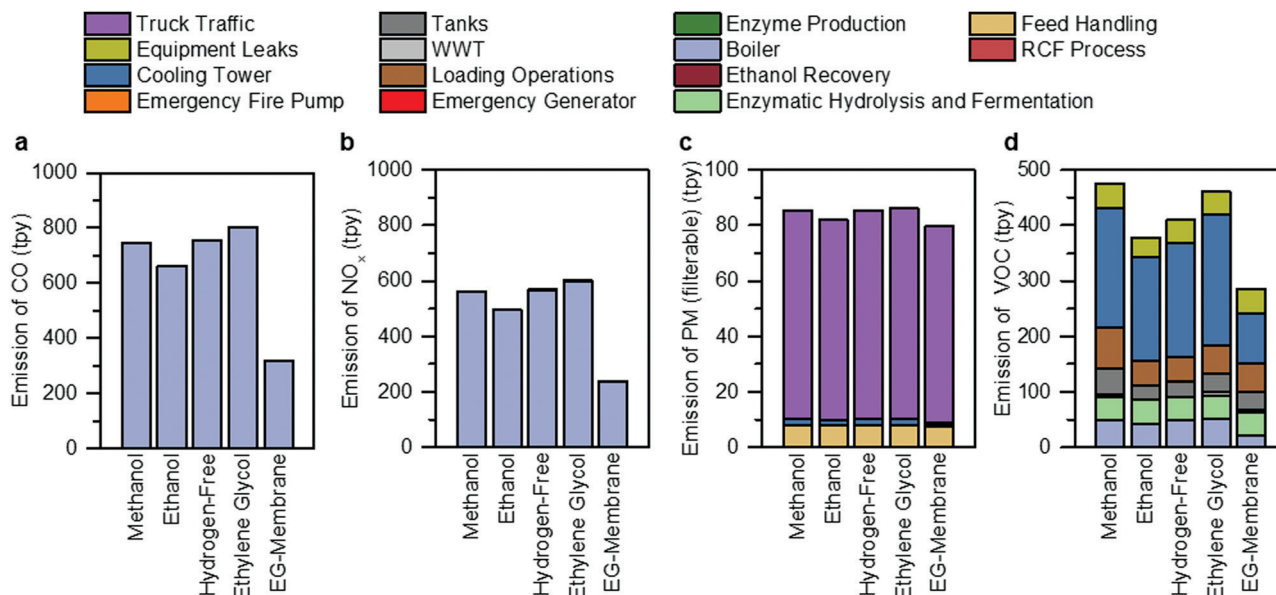 Truck Traffic
Equipment Leaks
Cooling Tower
Emergency Fire Pump
Tanks
WWT
Loading Operations
Emergency Generator
Enzyme Production
Boiler
Ethanol Recovery
Enzymatic Hydrolysis and Fermentation
Feed Handling
RCF Process
a
Emission of CO (tpy)
1000
800
600
400
200
0
Methanol
Ethanol
Hydrogen-Free
Ethylene Glycol
EG-Membrane
b
Emission of NOx (tpy)
1000
800
600
400
200
0
Methanol
Ethanol
Hydrogen-Free
Ethylene Glycol
EG-Membrane
c
Emission of PM (filterable) (tpy)
100
80
60
40
20
0
Methanol
Ethanol
Hydrogen-Free
Ethylene Glycol
EG-Membrane
d
Emission of VOC (tpy)
500
400
300
200
100
0
Methanol
Ethanol
Hydrogen-Free
Ethylene Glycol
EG-Membrane